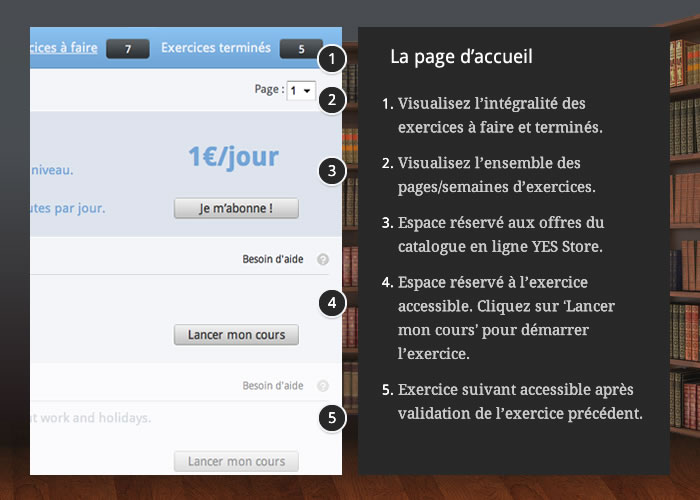 cices à faire 7 Exercices terminés 5
1
Page : 1
2
1€/jour
niveau.
3
utes par jour.
Je m'abonne !
Besoin d'aide ?
4
Lancer mon cours
Besoin d'aide ?
at work and holidays.
5
Lancer mon cours
La page d’accueil
1. Visualisez l’intégralité des
exercices à faire et terminés.
2. Visualisez l’ensemble des
pages/semaines d’exercices.
3. Espace réservé aux offres du
catalogue en ligne YES Store.
4. Espace réservé à l’exercice
accessible. Cliquez sur ‘Lancer
mon cours’ pour démarrer
l’exercice.
5. Exercice suivant accessible après
validation de l’exercice précédent.